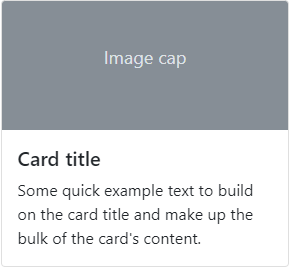 Image cap
Card title
Some quick example text to build
on the card title and make up the
bulk of the card's content.